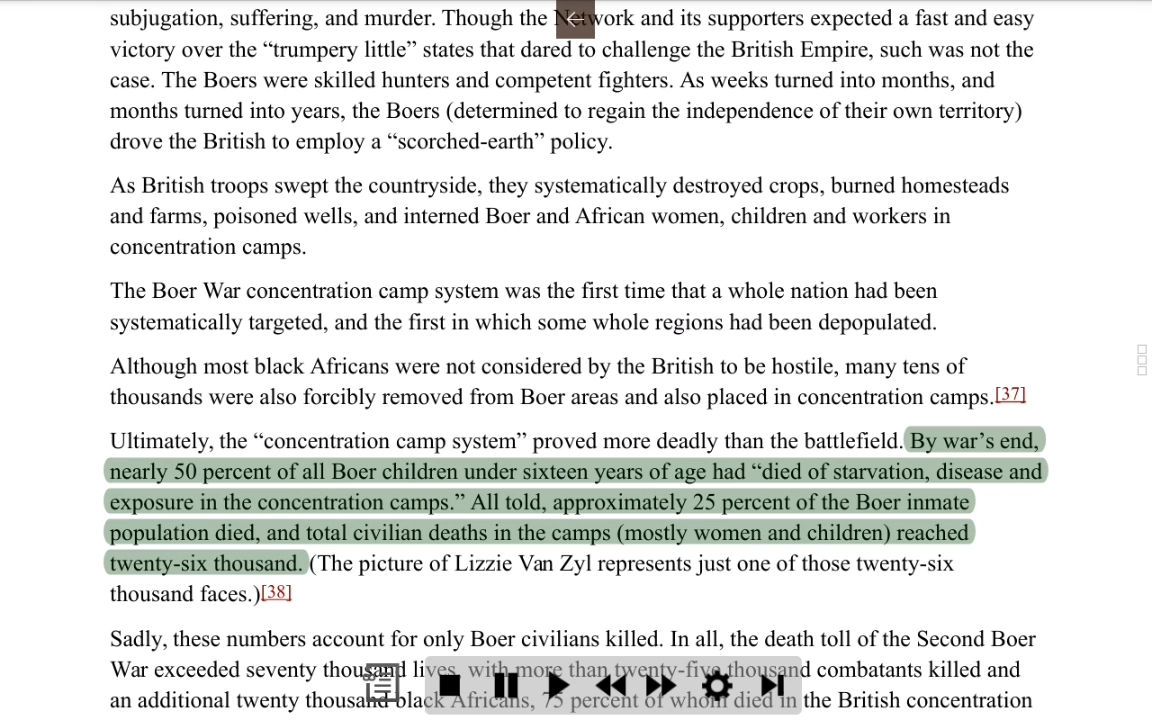 subjugation, suffering, and murder. Though the Network and its supporters expected a fast and easy
victory over the “trumpery little” states that dared to challenge the British Empire, such was not the
case. The Boers were skilled hunters and competent fighters. As weeks turned into months, and
months turned into years, the Boers (determined to regain the independence of their own territory)
drove the British to employ a “scorched-earth” policy.
As British troops swept the countryside, they systematically destroyed crops, burned homesteads
and farms, poisoned wells, and interned Boer and African women, children and workers in
concentration camps.
The Boer War concentration camp system was the first time that a whole nation had been
systematically targeted, and the first in which some whole regions had been depopulated.
Although most black Africans were not considered by the British to be hostile, many tens of
thousands were also forcibly removed from Boer areas and also placed in concentration camps.[37]
Ultimately, the “concentration camp system” proved more deadly than the battlefield. By war’s end,
nearly 50 percent of all Boer children under sixteen years of age had “died of starvation, disease and
exposure in the concentration camps.” All told, approximately 25 percent of the Boer inmate
population died, and total civilian deaths in the camps (mostly women and children) reached
twenty-six thousand. (The picture of Lizzie Van Zyl represents just one of those twenty-six
thousand faces.)[38]
Sadly, these numbers account for only Boer civilians killed. In all, the death toll of the Second Boer
War exceeded seventy thousand lives, with more than twenty-five thousand combatants killed and
an additional twenty thousand black Africans, 75 percent of whom died in the British concentration